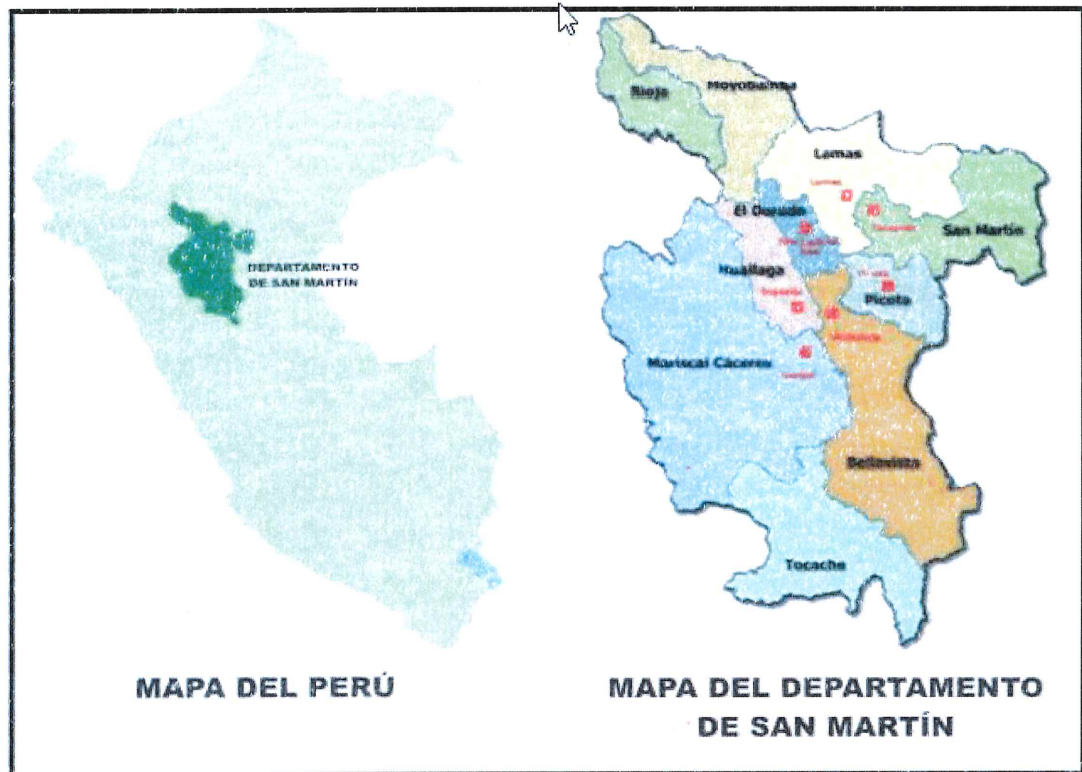 DEPARTAMENTO
DE SAN MARTÍN
MAPA DEL PERÚ
Moyobamba
Rioja
Lamas
Lamas
El Dorado
San Martín
Huallaga
Picota
Mariscal Cáceres
Bellavista
Tocache
MAPA DEL DEPARTAMENTO
DE SAN MARTÍN